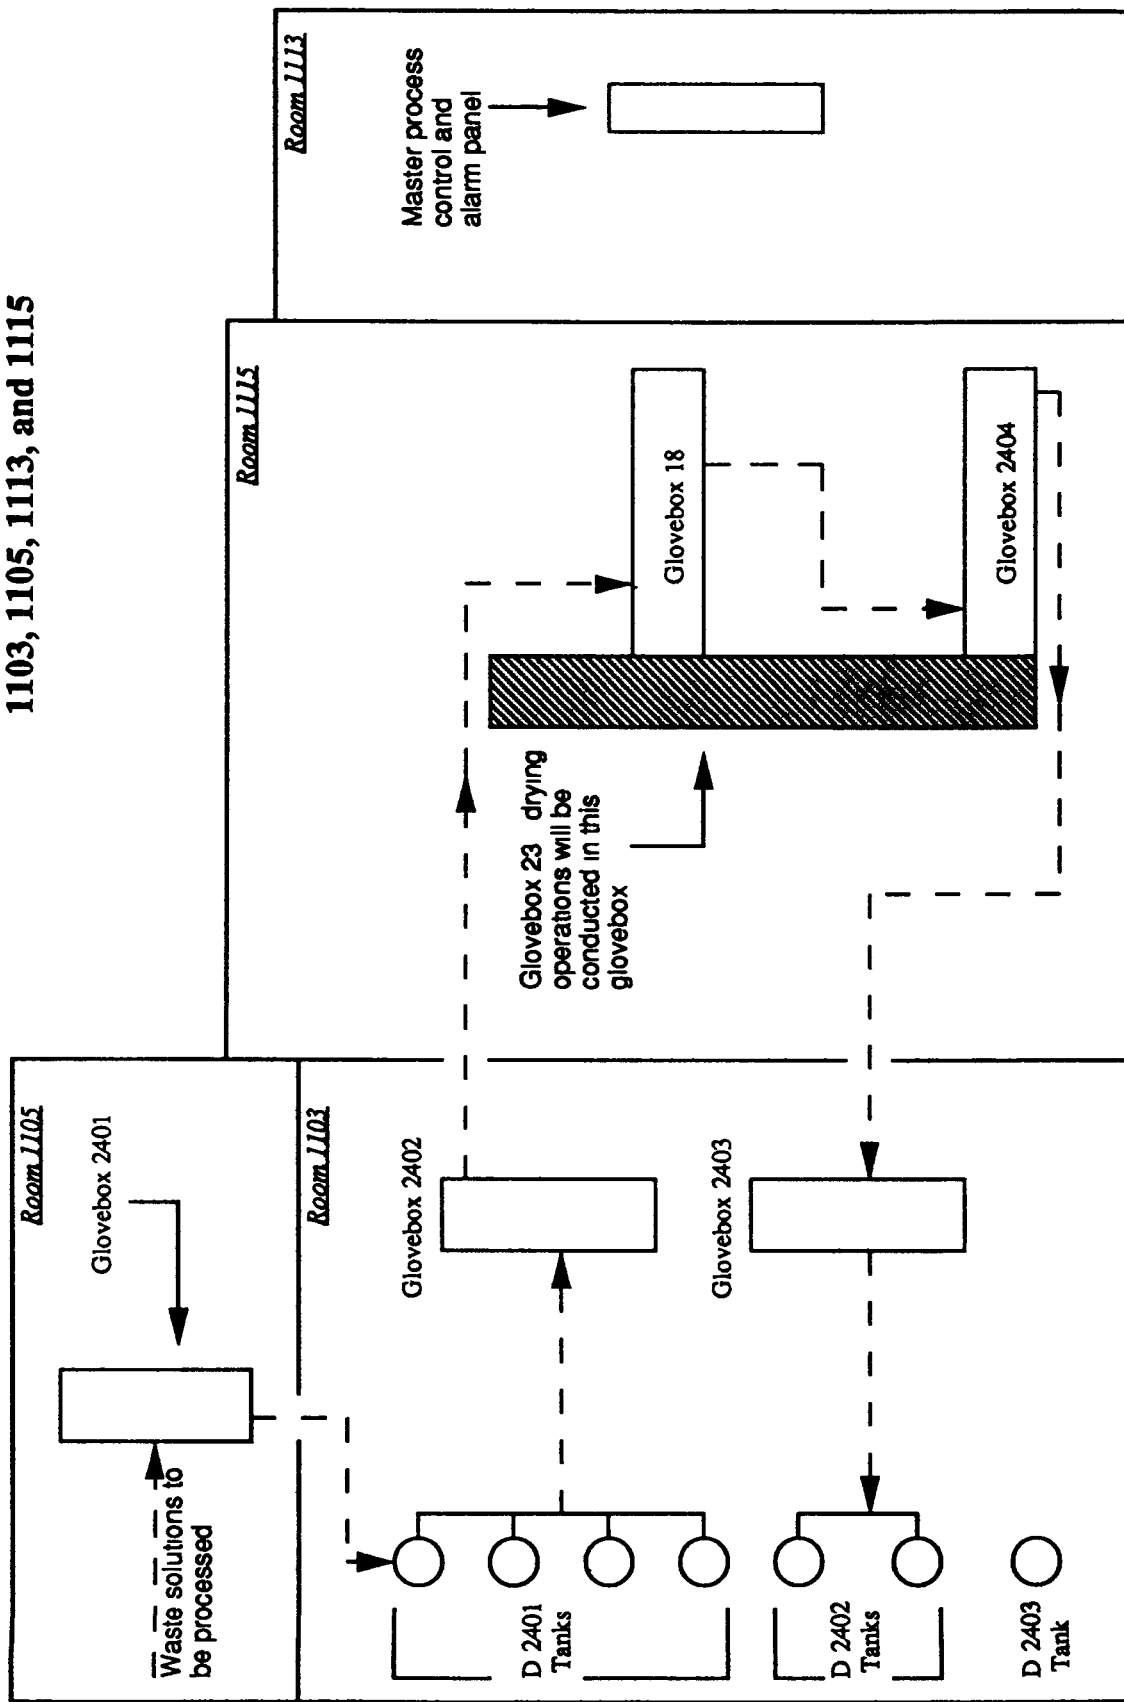 1103, 1105, 1113, and 1115
Room 1105
Glovebox 2401
Waste solutions to
be processed
Room 1103
Glovebox 2402
Glovebox 2403
D 2401
Tanks
D 2402
Tanks
D 2403
Tank
Room 1115
Glovebox 18
Glovebox 2404
Glovebox 23 drying
operations will be
conducted in this
glovebox
Room 1113
Master process
control and
alarm panel